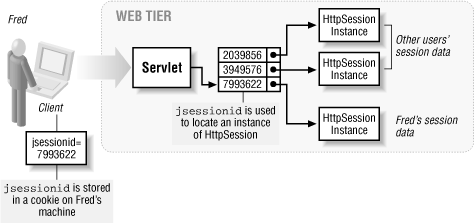 Fred
WEB TIER
HttpSession
Instance
2039856
3949576
7993622
Servlet
HttpSession
Instance
Other users'
session data
Client
jsessionid is used
to locate an instance
of HttpSession
HttpSession
Instance
Fred's session
data
jsessionid=
7993622
jsessionid is stored
in a cookie on Fred's
machine